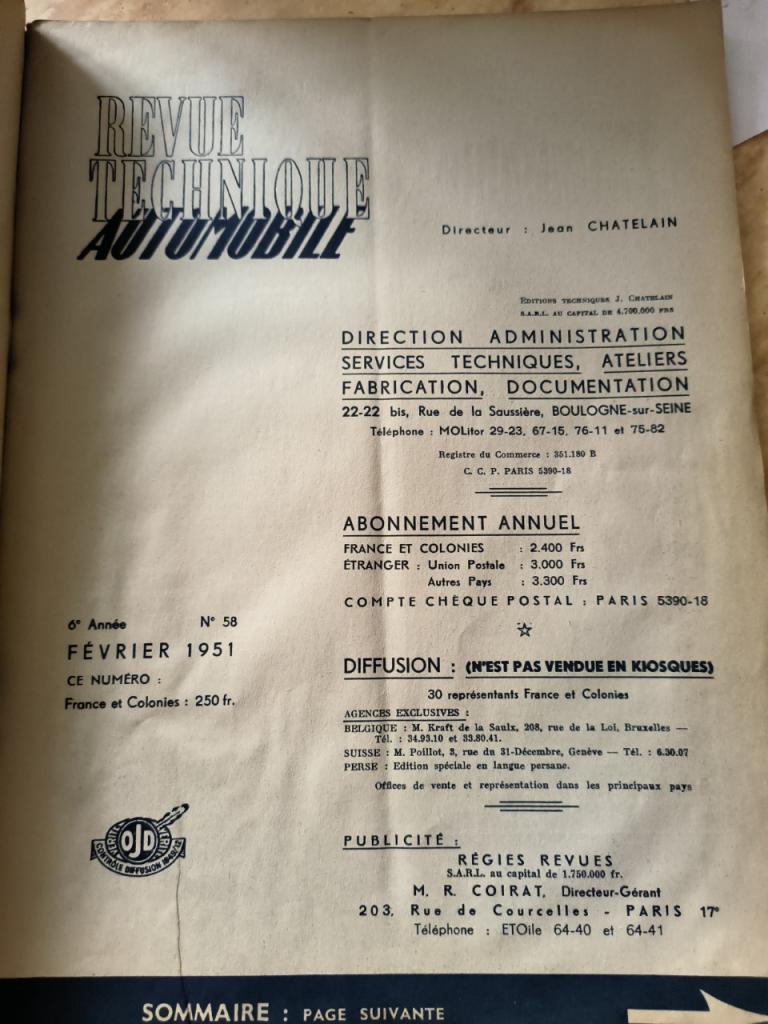 REVUE
TECHNIQUE
AUTOMOBILE
Directeur : Jean CHATELAIN
EDITIONS TECHNIQUES J. CHATELAIN
S.A.R.L. AU CAPITAL DE 4.700.000 FRS
DIRECTION ADMINISTRATION
SERVICES TECHNIQUES, ATELIERS
FABRICATION, DOCUMENTATION
22-22 bis, Rue de la Saussière, BOULOGNE-sur-SEINE
Téléphone : MOLitor 29-23, 67-15, 76-11 et 75-82
Registre du Commerce : 351.180 B
C. C. P. PARIS 5390-18
ABONNEMENT ANNUEL
FRANCE ET COLONIES : 2.400 Frs
ÉTRANGER : Union Postale : 3.000 Frs
Autres Pays : 3.300 Frs
COMPTE CHÈQUE POSTAL : PARIS 5390-18
6e Année N° 58
FÉVRIER 1951
CE NUMÉRO :
France et Colonies : 250 fr.
DIFFUSION : (N'EST PAS VENDUE EN KIOSQUES)
30 représentants France et Colonies
AGENCES EXCLUSIVES :
BELGIQUE : M. Kraft de la Saulx, 208, rue de la Loi, Bruxelles —
Tél. : 34.93.10 et 33.80.41.
SUISSE : M. Poillot, 3, rue du 31-Décembre, Genève — Tél. : 6.30.07
PERSE : Edition spéciale en langue persane.
Offices de vente et représentation dans les principaux pays
OJD
CONTRÔLE DIFFUSION
PUBLICITÉ :
RÉGIES REVUES
S.A.R.L. au capital de 1.750.000 fr.
M. R. COIRAT, Directeur-Gérant
203, Rue de Courcelles - PARIS 17e
Téléphone : ETOile 64-40 et 64-41
SOMMAIRE : PAGE SUIVANTE